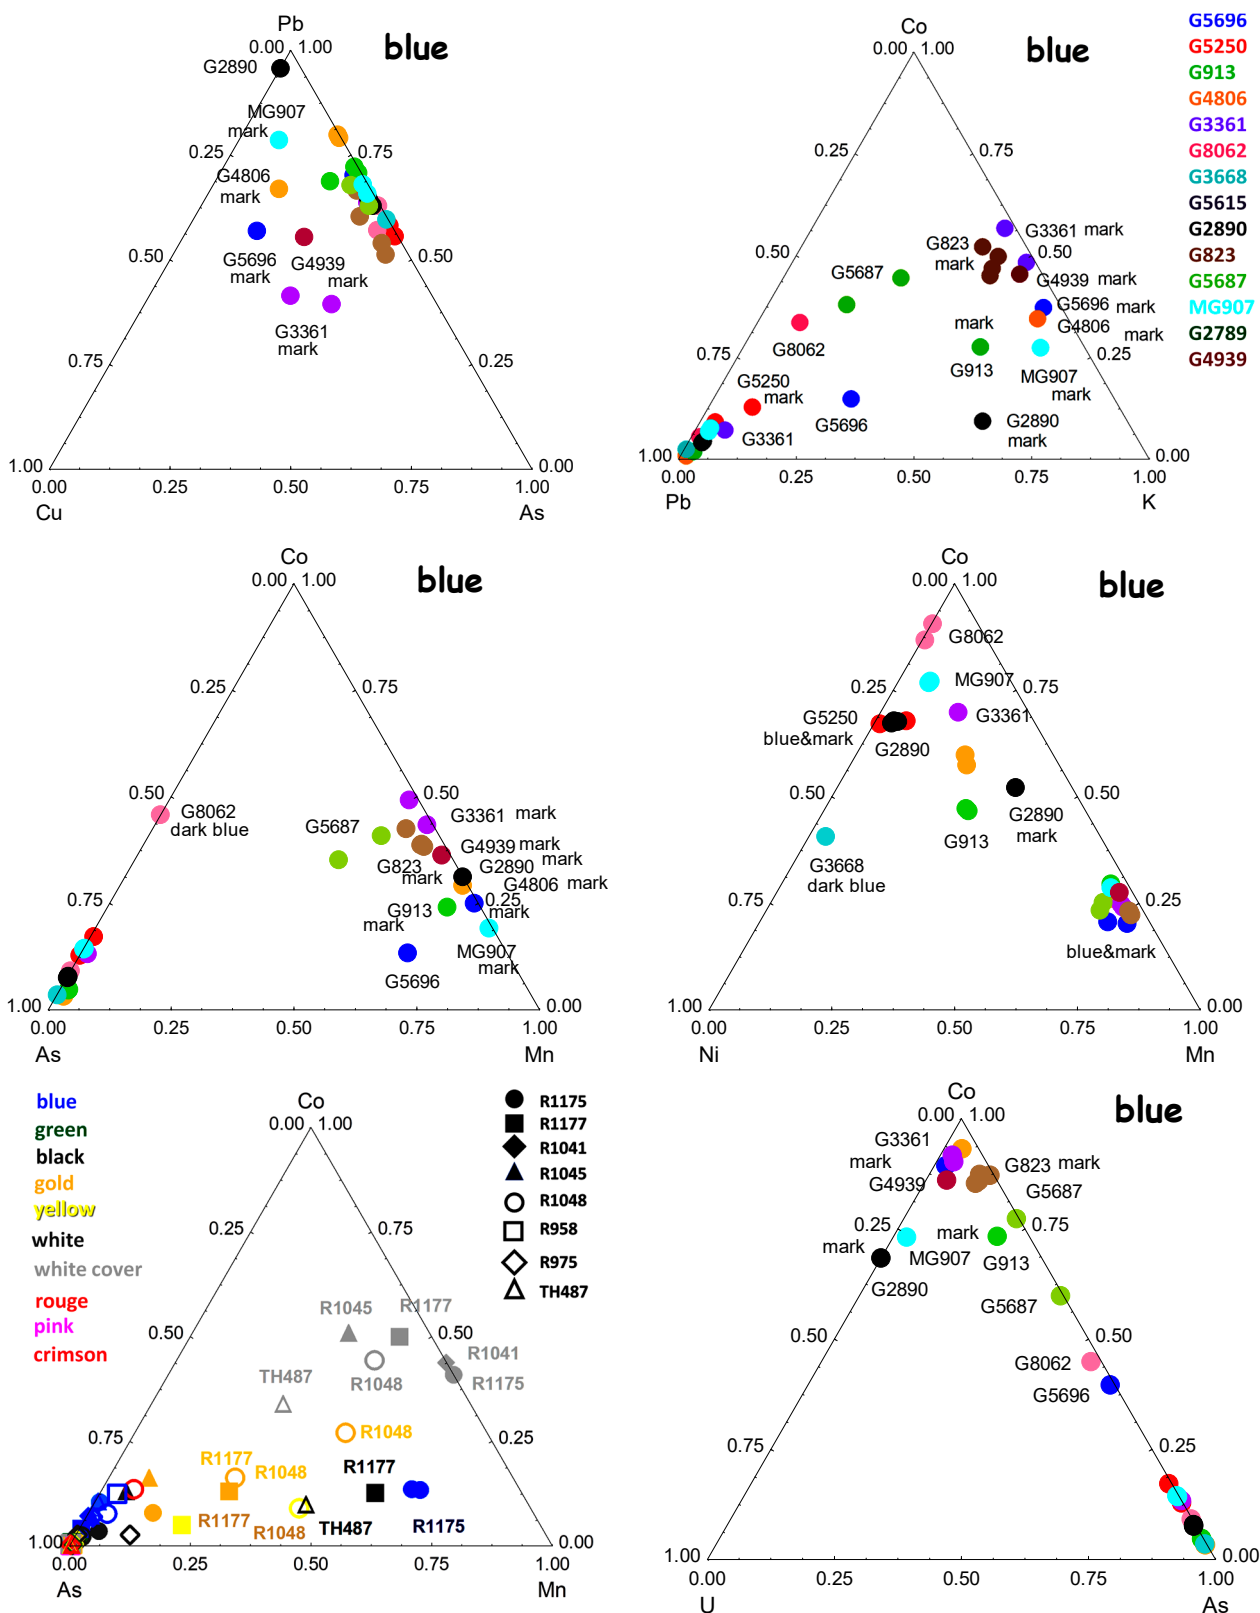 Pb
0.00 1.00
blue
G2890
MG907
mark
0.25
0.75
G4806
mark
0.50
G5696
mark
G4939
mark
G3361
mark
0.75
0.25
1.00
0.00
0.00 0.25 0.50 0.75 1.00
Cu
As
Co
0.00 1.00
blue
0.25
0.75
G3361 mark
G823
mark
0.50
0.50
G5687
G4939 mark
G5696 mark
G4806 mark
mark
G8062
0.75
G913
0.25
MG907
mark
G5250
mark
G3361
G5696
G2890
mark
1.00
0.00
0.00 0.25 0.50 0.75 1.00
Pb
K
G5696
G5250
G913
G4806
G3361
G8062
G3668
G5615
G2890
G823
G5687
MG907
G2789
G4939
Co
0.00 1.00
blue
0.25
0.75
0.50
0.50
G8062
dark blue
G5687
G3361 mark
G4939 mark
G823
mark
G2890 mark
G4806 mark
G913
mark
0.75
0.25
mark
MG907
mark
G5696
1.00
0.00
0.00 0.25 0.50 0.75 1.00
As
Mn
Co
0.00 1.00
blue
G8062
0.25
MG907
0.75
G5250
blue&mark
G3361
G2890
0.50
0.50
G2890
mark
G913
G3668
dark blue
0.75
0.25
blue&mark
1.00
0.00
0.00 0.25 0.50 0.75 1.00
Ni
Mn
blue
green
black
gold
yellow
white
white cover
rouge
pink
crimson
Co
0.00 1.00
R1175
R1177
R1041
R1045
R1048
R958
R975
TH487
0.25
0.75
R1045
R1177
0.50
0.50
R1041
R1048
R1175
TH487
0.75
0.25
R1048
R1177
R1048
R1177
R1177
R1048
TH487
R1175
1.00
0.00
0.00 0.25 0.50 0.75 1.00
As
Mn
Co
0.00 1.00
blue
G3361
mark
G4939
G823 mark
G5687
0.25
0.75
mark
mark
MG907
G913
G2890
G5687
0.50
0.50
G8062
G5696
0.75
0.25
1.00
0.00
0.00 0.25 0.50 0.75 1.00
U
As